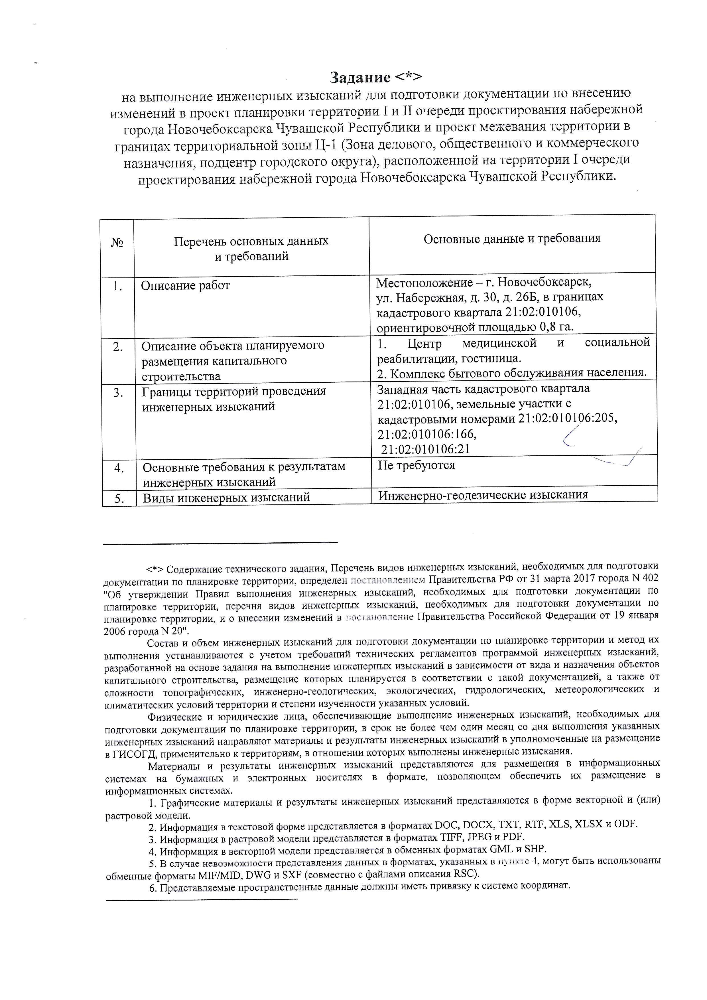 Задание <*>
на выполнение инженерных изысканий для подготовки документации по внесению
изменений в проект планировки территории I и II очереди проектирования набережной
города Новочебоксарска Чувашской Республики и проект межевания территории в
границах территориальной зоны Ц-1 (Зона делового, общественного и коммерческого
назначения, подцентр городского округа), расположенной на территории I очереди
проектирования набережной города Новочебоксарска Чувашской Республики.
№
Перечень основных данных
и требований
Основные данные и требования
1.
Описание работ
Местоположение – г. Новочебоксарск,
ул. Набережная, д. 30, д. 26Б, в границах
кадастрового квартала 21:02:010106,
ориентировочной площадью 0,8 га.
2.
Описание объекта планируемого
размещения капитального
строительства
1. Центр медицинской и социальной
реабилитации, гостиница.
2. Комплекс бытового обслуживания населения.
3.
Границы территорий проведения
инженерных изысканий
Западная часть кадастрового квартала
21:02:010106, земельные участки с
кадастровыми номерами 21:02:010106:205,
21:02:010106:166,
21:02:010106:21
4.
Основные требования к результатам
инженерных изысканий
Не требуются
5.
Виды инженерных изысканий
Инженерно-геодезические изыскания
<*> Содержание технического задания, Перечень видов инженерных изысканий, необходимых для подготовки
документации по планировке территории, определен постановлением Правительства РФ от 31 марта 2017 города N 402
"Об утверждении Правил выполнения инженерных изысканий, необходимых для подготовки документации по
планировке территории, перечня видов инженерных изысканий, необходимых для подготовки документации по
планировке территории, и о внесении изменений в постановление Правительства Российской Федерации от 19 января
2006 города N 20".
Состав и объем инженерных изысканий для подготовки документации по планировке территории и метод их
выполнения устанавливаются с учетом требований технических регламентов программой инженерных изысканий,
разработанной на основе задания на выполнение инженерных изысканий в зависимости от вида и назначения объектов
капитального строительства, размещение которых планируется в соответствии с такой документацией, а также от
сложности топографических, инженерно-геологических, экологических, гидрологических, метеорологических и
климатических условий территории и степени изученности указанных условий.
Физические и юридические лица, обеспечивающие выполнение инженерных изысканий, необходимых для
подготовки документации по планировке территории, в срок не более чем один месяц со дня выполнения указанных
инженерных изысканий направляют материалы и результаты инженерных изысканий в уполномоченные на размещение
в ГИСОГД, применительно к территориям, в отношении которых выполнены инженерные изыскания.
Материалы и результаты инженерных изысканий представляются для размещения в информационных
системах на бумажных и электронных носителях в формате, позволяющем обеспечить их размещение в
информационных системах.
1. Графические материалы и результаты инженерных изысканий представляются в форме векторной и (или)
растровой модели.
2. Информация в текстовой форме представляется в форматах DOC, DOCX, TXT, RTF, XLS, XLSX и ODF.
3. Информация в растровой модели представляется в форматах TIFF, JPEG и PDF.
4. Информация в векторной модели представляется в обменных форматах GML и SHP.
5. В случае невозможности представления данных в форматах, указанных в пункте 4, могут быть использованы
обменные форматы MIF/MID, DWG и SXF (совместно с файлами описания RSC).
6. Представляемые пространственные данные должны иметь привязку к системе координат.